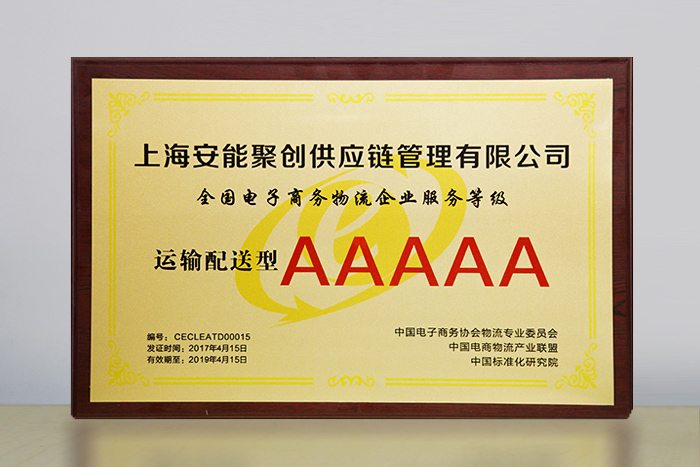 上海安能聚创供应链管理有限公司
全国电子商务物流企业服务等级
运输配送型 AAAAA
编号：CECLEATD00015
发证时间：2017年4月15日
有效期至：2019年4月15日
中国电子商务协会物流专业委员会
中国电商物流产业联盟
中国标准化研究院